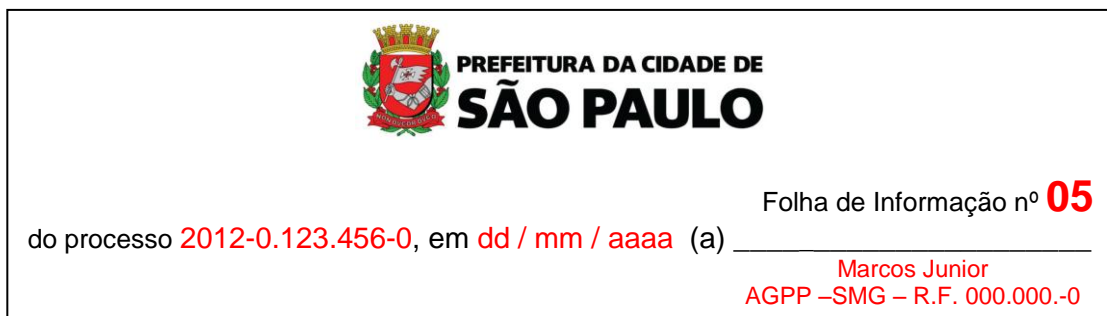 PREFEITURA DA CIDADE DE
SÃO PAULO
Folha de Informação nº 05
do processo 2012-0.123.456-0, em dd / mm / aaaa (a) ________________________
Marcos Junior
AGPP –SMG – R.F. 000.000.-0